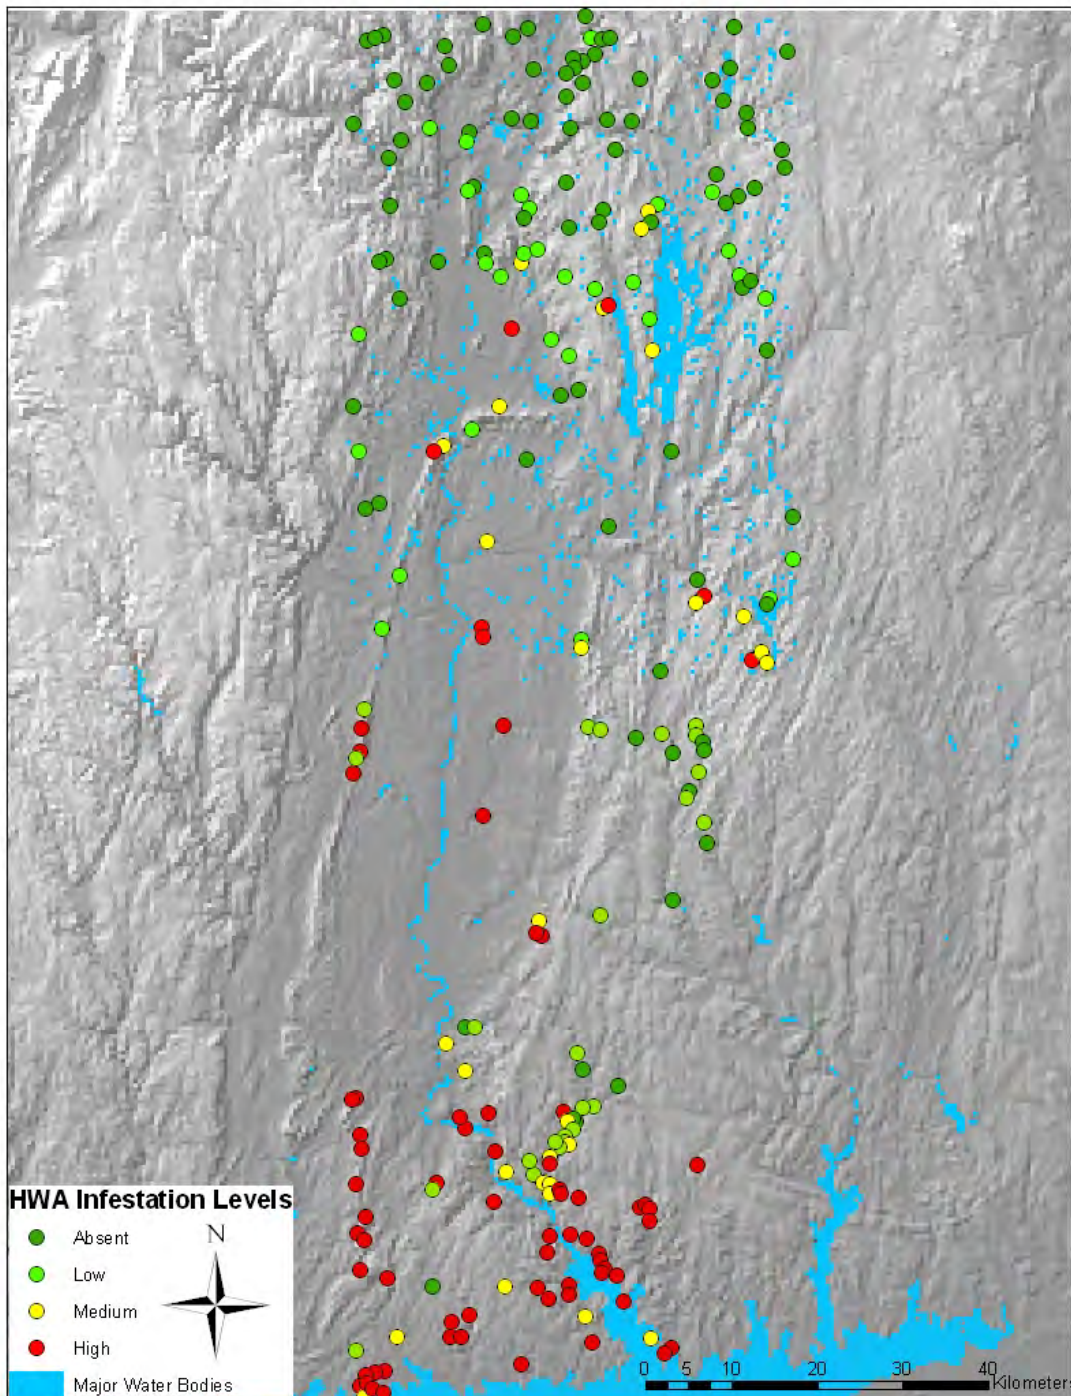 HWA Infestation Levels
Absent
Low
Medium
High
Major Water Bodies
N
0 5 10 20 30 40
Kilometers